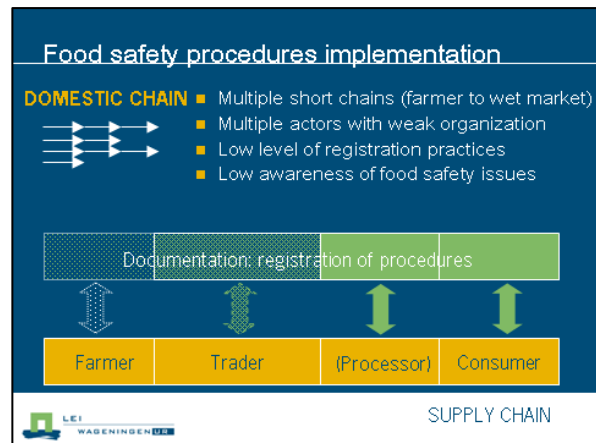 Food safety procedures implementation
DOMESTIC CHAIN
Multiple short chains (farmer to wet market)
Multiple actors with weak organization
Low level of registration practices
Low awareness of food safety issues
Documentation: registration of procedures
Farmer Trader (Processor) Consumer
LEI
WAGENINGEN UR
SUPPLY CHAIN